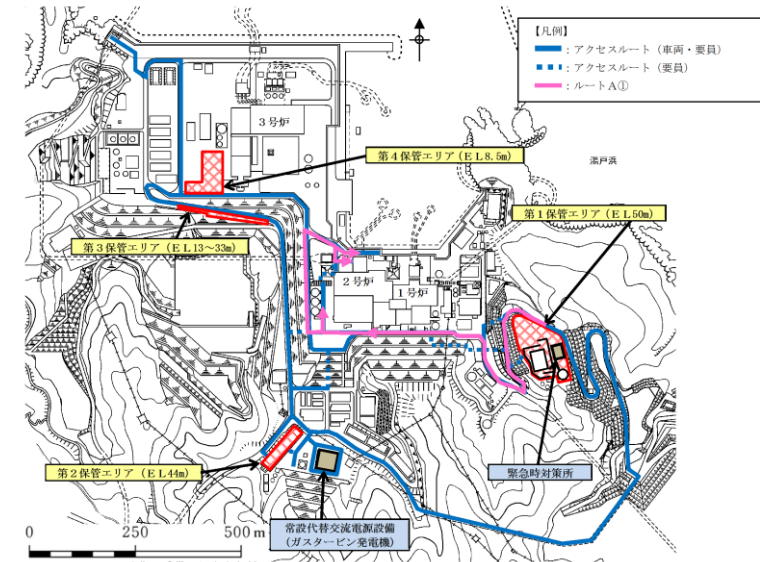 【凡例】
：アクセスルート（車両・要員）
：アクセスルート（要員）
：ルートA①
3号炉
第4保管エリア（EL8.5m）
湯戸浜
第1保管エリア（EL50m）
第3保管エリア（EL13～33m）
2号炉
1号炉
第2保管エリア（EL44m）
緊急時対策所
常設代替交流電源設備
（ガスタービン発電機）
0 250 500 m